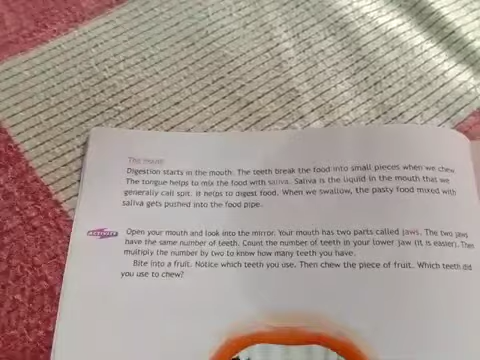 The mouth
Digestion starts in the mouth. The teeth break the food into small pieces when we chew.
The tongue helps to mix the food with saliva. Saliva is the liquid in the mouth that we
generally call spit. It helps to digest food. When we swallow, the pasty food mixed with
saliva gets pushed into the food pipe.
ACTIVITY
Open your mouth and look into the mirror. Your mouth has two parts called jaws. The two jaws
have the same number of teeth. Count the number of teeth in your lower jaw (it is easier). Then
multiply the number by two to know how many teeth you have.
Bite into a fruit. Notice which teeth you use. Then chew the piece of fruit. Which teeth did
you use to chew?